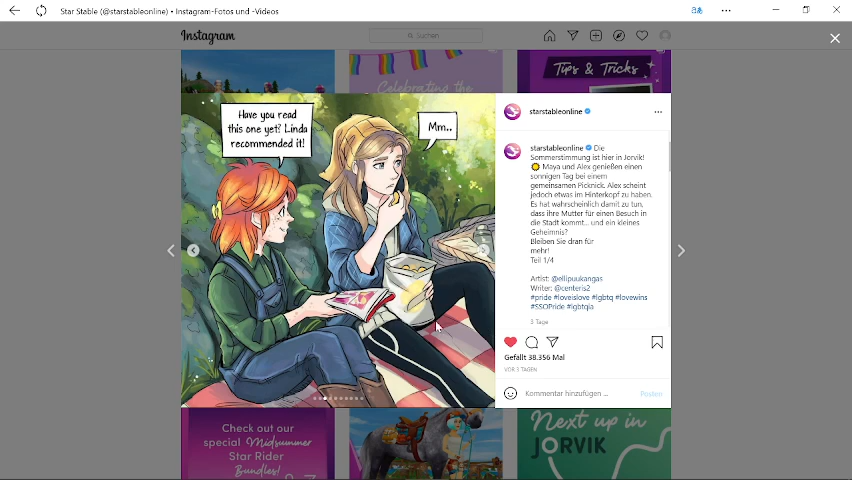 Star Stable (@starstableonline) • Instagram-Fotos und -Videos
Instagram
Suchen
Celebrating the
Tips & Tricks
Have you read
this one yet? Linda
recommended it!
Mm..
starstableonline
starstableonline Die
Sommerstimmung ist hier in Jorvik!
Maya und Alex genießen einen
sonnigen Tag bei einem
gemeinsamen Picknick. Alex scheint
jedoch etwas im Hinterkopf zu haben.
Es hat wahrscheinlich damit zu tun,
dass ihre Mutter für einen Besuch in
die Stadt kommt... und ein kleines
Geheimnis?
Bleiben Sie dran für
mehr!
Teil 1/4
Artist: @ellipuukangas
Writer: @centeris2
#pride #loveislove #lgbtq #lovewins
#SSOPride #lgbtqia
3 Tage
Gefällt 38.356 Mal
VOR 3 TAGEN
Kommentar hinzufügen ...
Posten
Check out our
special Midsummer
Star Rider
Bundles!
Next up in
JORVIK